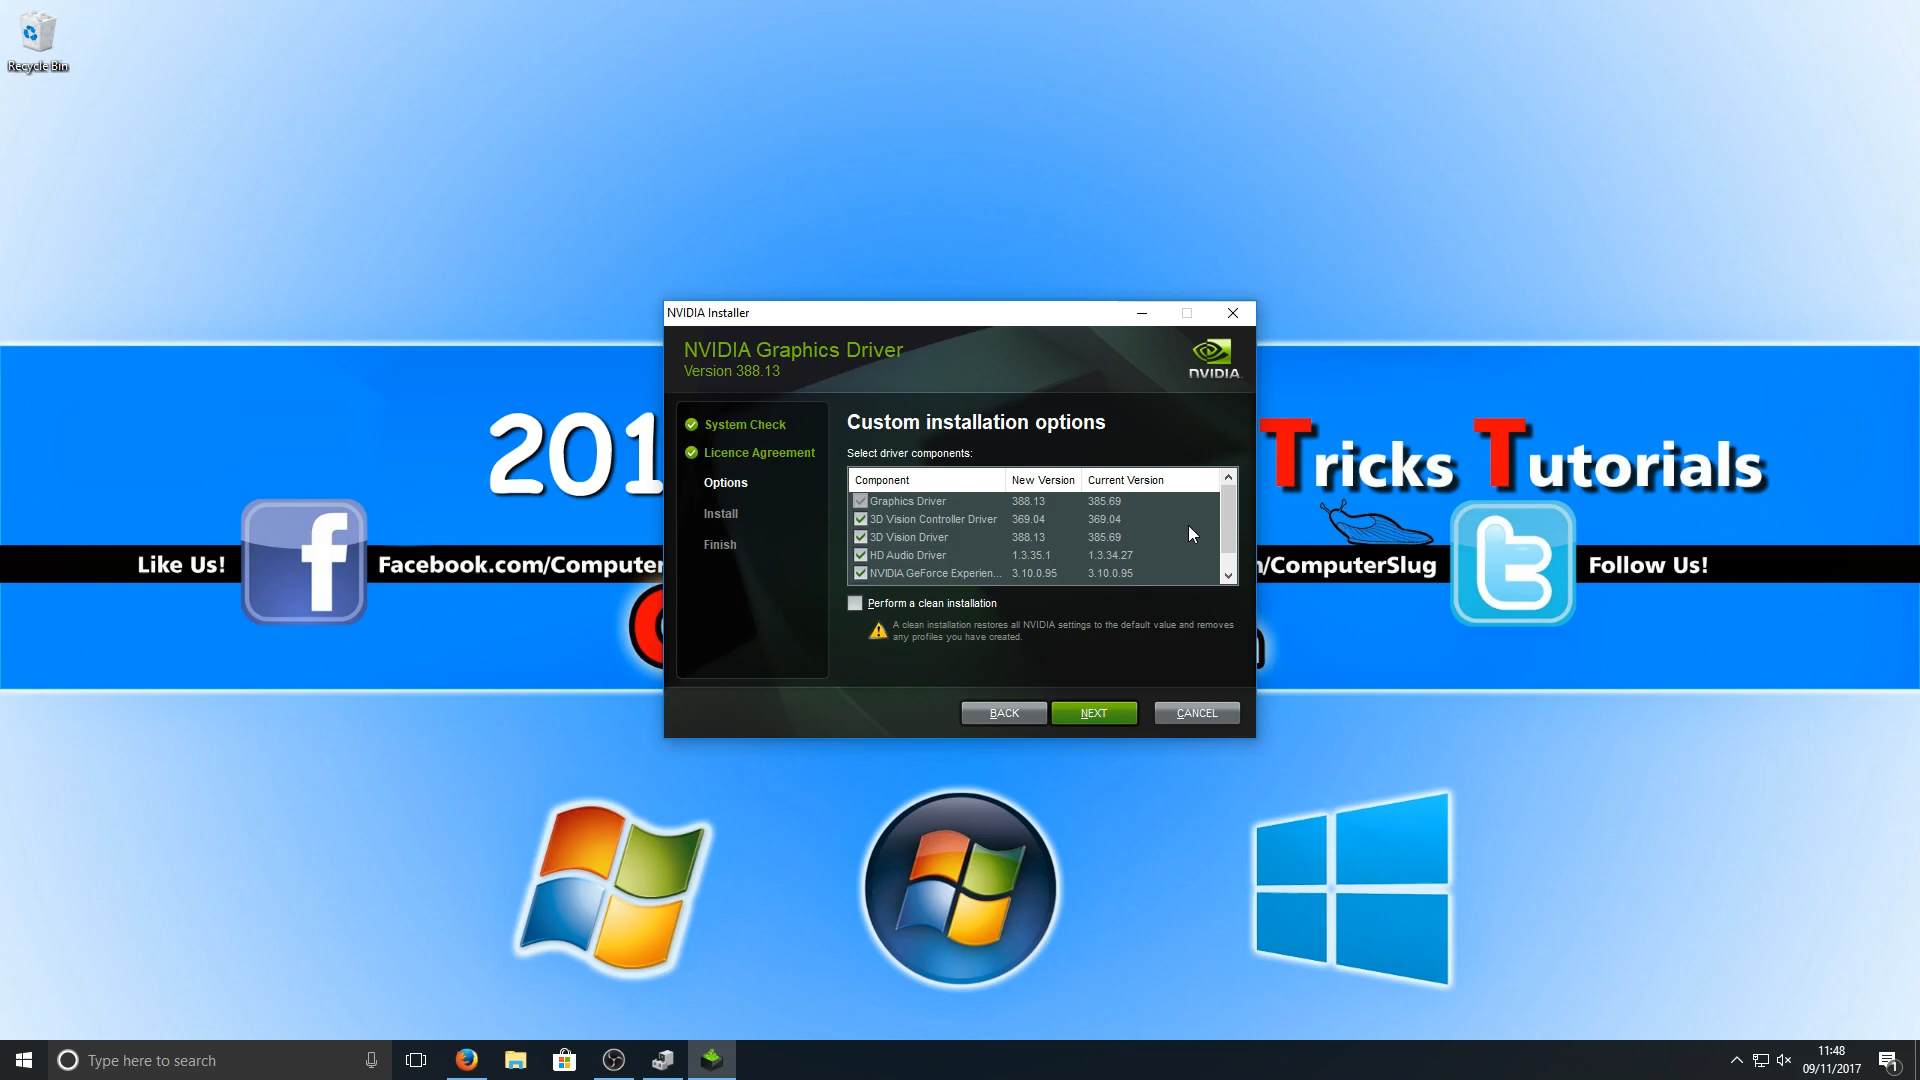 Recycle Bin
NVIDIA Installer
NVIDIA Graphics Driver
Version 388.13
NVIDIA
System Check
Licence Agreement
Options
Install
Finish
Custom installation options
Select driver components:
Component New Version Current Version
Graphics Driver 388.13 385.69
3D Vision Controller Driver 369.04 369.04
3D Vision Driver 388.13 385.69
HD Audio Driver 1.3.35.1 1.3.34.27
NVIDIA GeForce Experien... 3.10.0.95 3.10.0.95
Perform a clean installation
A clean installation restores all NVIDIA settings to the default value and removes
any profiles you have created.
BACK NEXT CANCEL
201
Tricks Tutorials
Like Us!
Facebook.com/Computer
/ComputerSlug
Follow Us!
Type here to search
11:48
09/11/2017
1